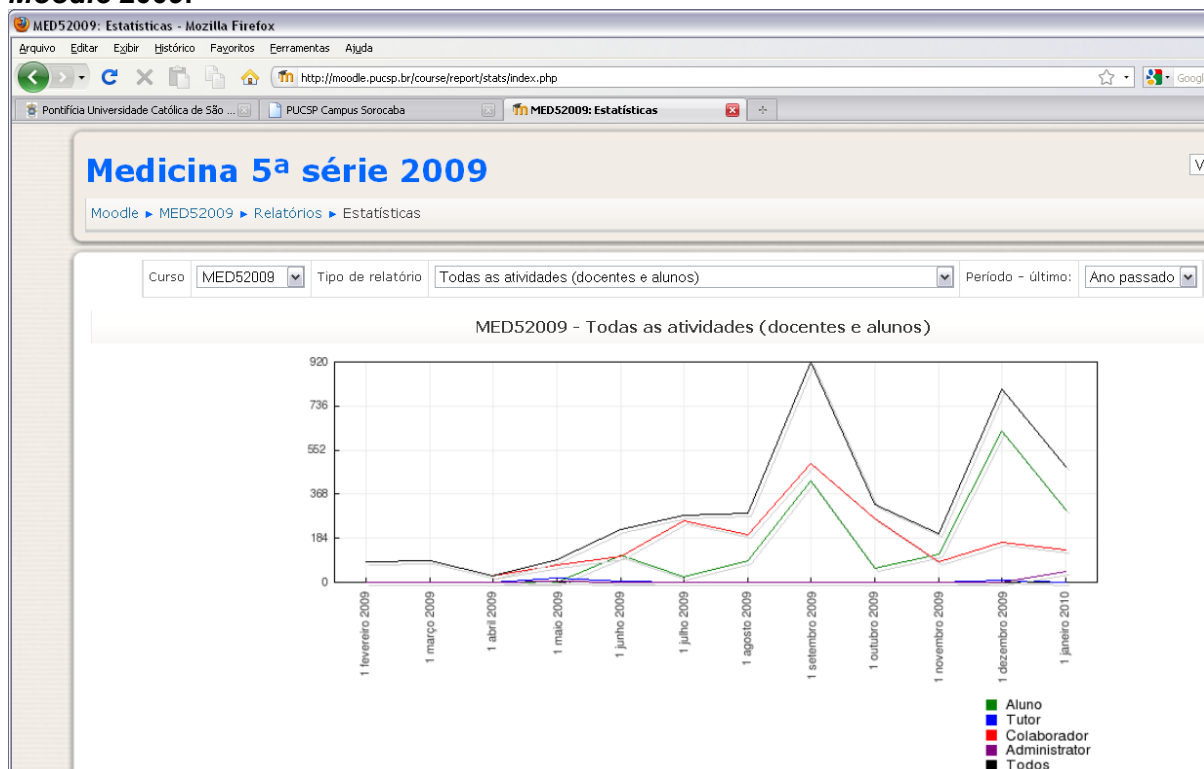 MED52009: Estatísticas - Mozilla Firefox
Arquivo Editar Exibir Histórico Favoritos Ferramentas Ajuda
http://moodle.pucsp.br/course/report/stats/index.php
Pontifícia Universidade Católica de São ... PUCSP Campus Sorocaba MED52009: Estatísticas
Medicina 5ª série 2009
Moodle ► MED52009 ► Relatórios ► Estatísticas
Curso MED52009 Tipo de relatório Todas as atividades (docentes e alunos) Período - último: Ano passado
MED52009 - Todas as atividades (docentes e alunos)
920
736
552
368
184
0
1 fevereiro 2009
1 março 2009
1 abril 2009
1 maio 2009
1 junho 2009
1 julho 2009
1 agosto 2009
1 setembro 2009
1 outubro 2009
1 novembro 2009
1 dezembro 2009
1 janeiro 2010
Aluno
Tutor
Colaborador
Administrator
Todos